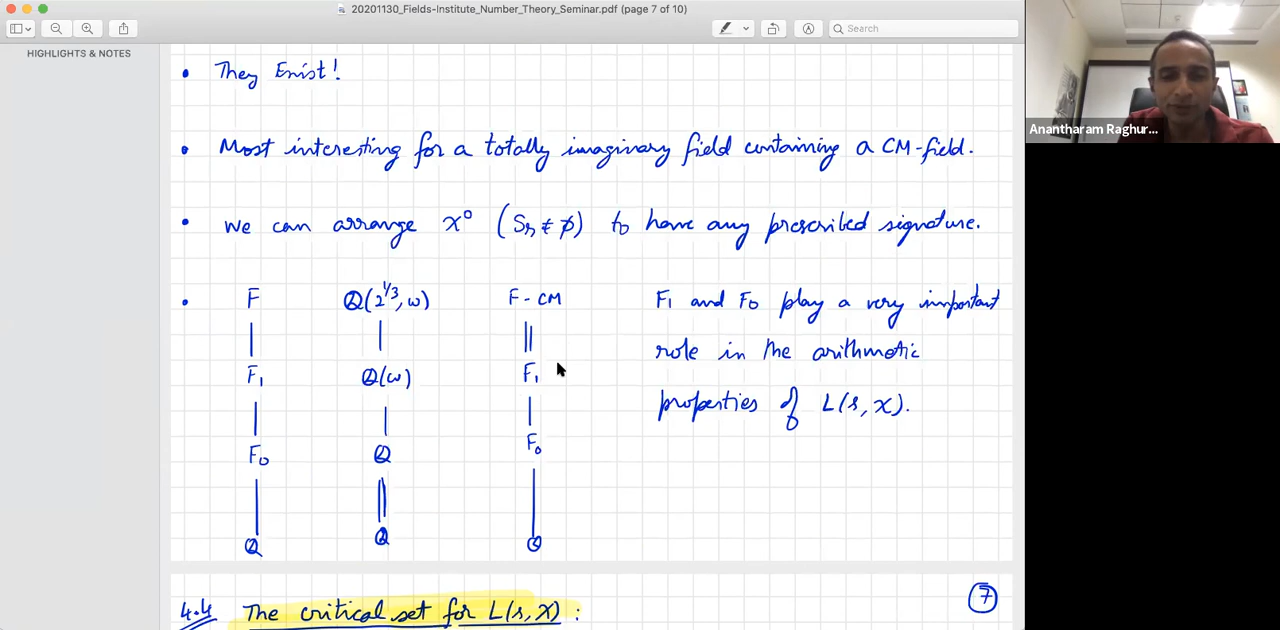 20201130_Fields-Institute_Number_Theory_Seminar.pdf (page 7 of 10)
Search
HIGHLIGHTS & NOTES
Anantharam Raghur...
• They Exist!
• Most interesting for a totally imaginary field containing a CM-field.
• We can arrange χ⁰ (S_r ≠ φ) to have any prescribed signature.
• F Q(2^{1/3}, ω) F - CM F₁ and F₀ play a very important
role in the arithmetic
F₁ Q(ω) F₁
properties of L(s, χ).
F₀ Q F₀
Q Q Q
7
4.4 The critical set for L(s, χ) :